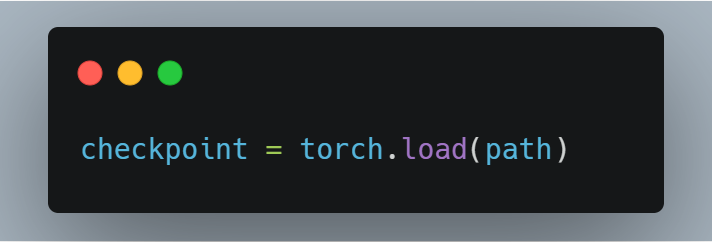 checkpoint = torch.load(path)